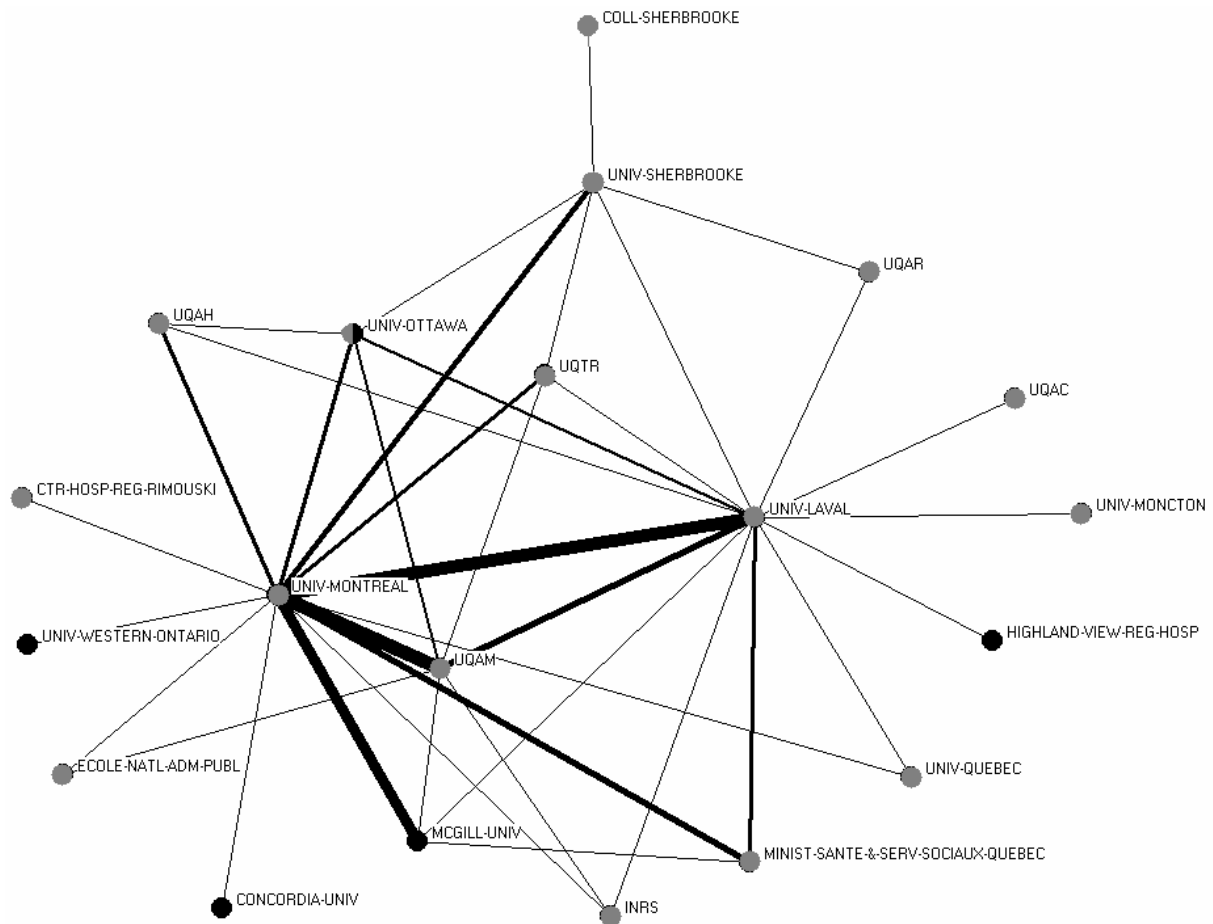 COLL-SHERBROOKE
UNIV-SHERBROOKE
UQAR
UQAH
UNIV-OTTAWA
UQTR
UQAC
CTR-HOSP-REG-RIMOUSKI
UNIV-LAVAL
UNIV-MONCTON
UNIV-MONTREAL
UNIV-WESTERN-ONTARIO
HIGHLAND-VIEW-REG-HOSP
UQAM
ECOLE-NATL-ADM-PUBL
UNIV-QUEBEC
MCGILL-UNIV
MINIST-SANTE-&-SERV-SOCIAUX-QUEBEC
CONCORDIA-UNIV
INRS